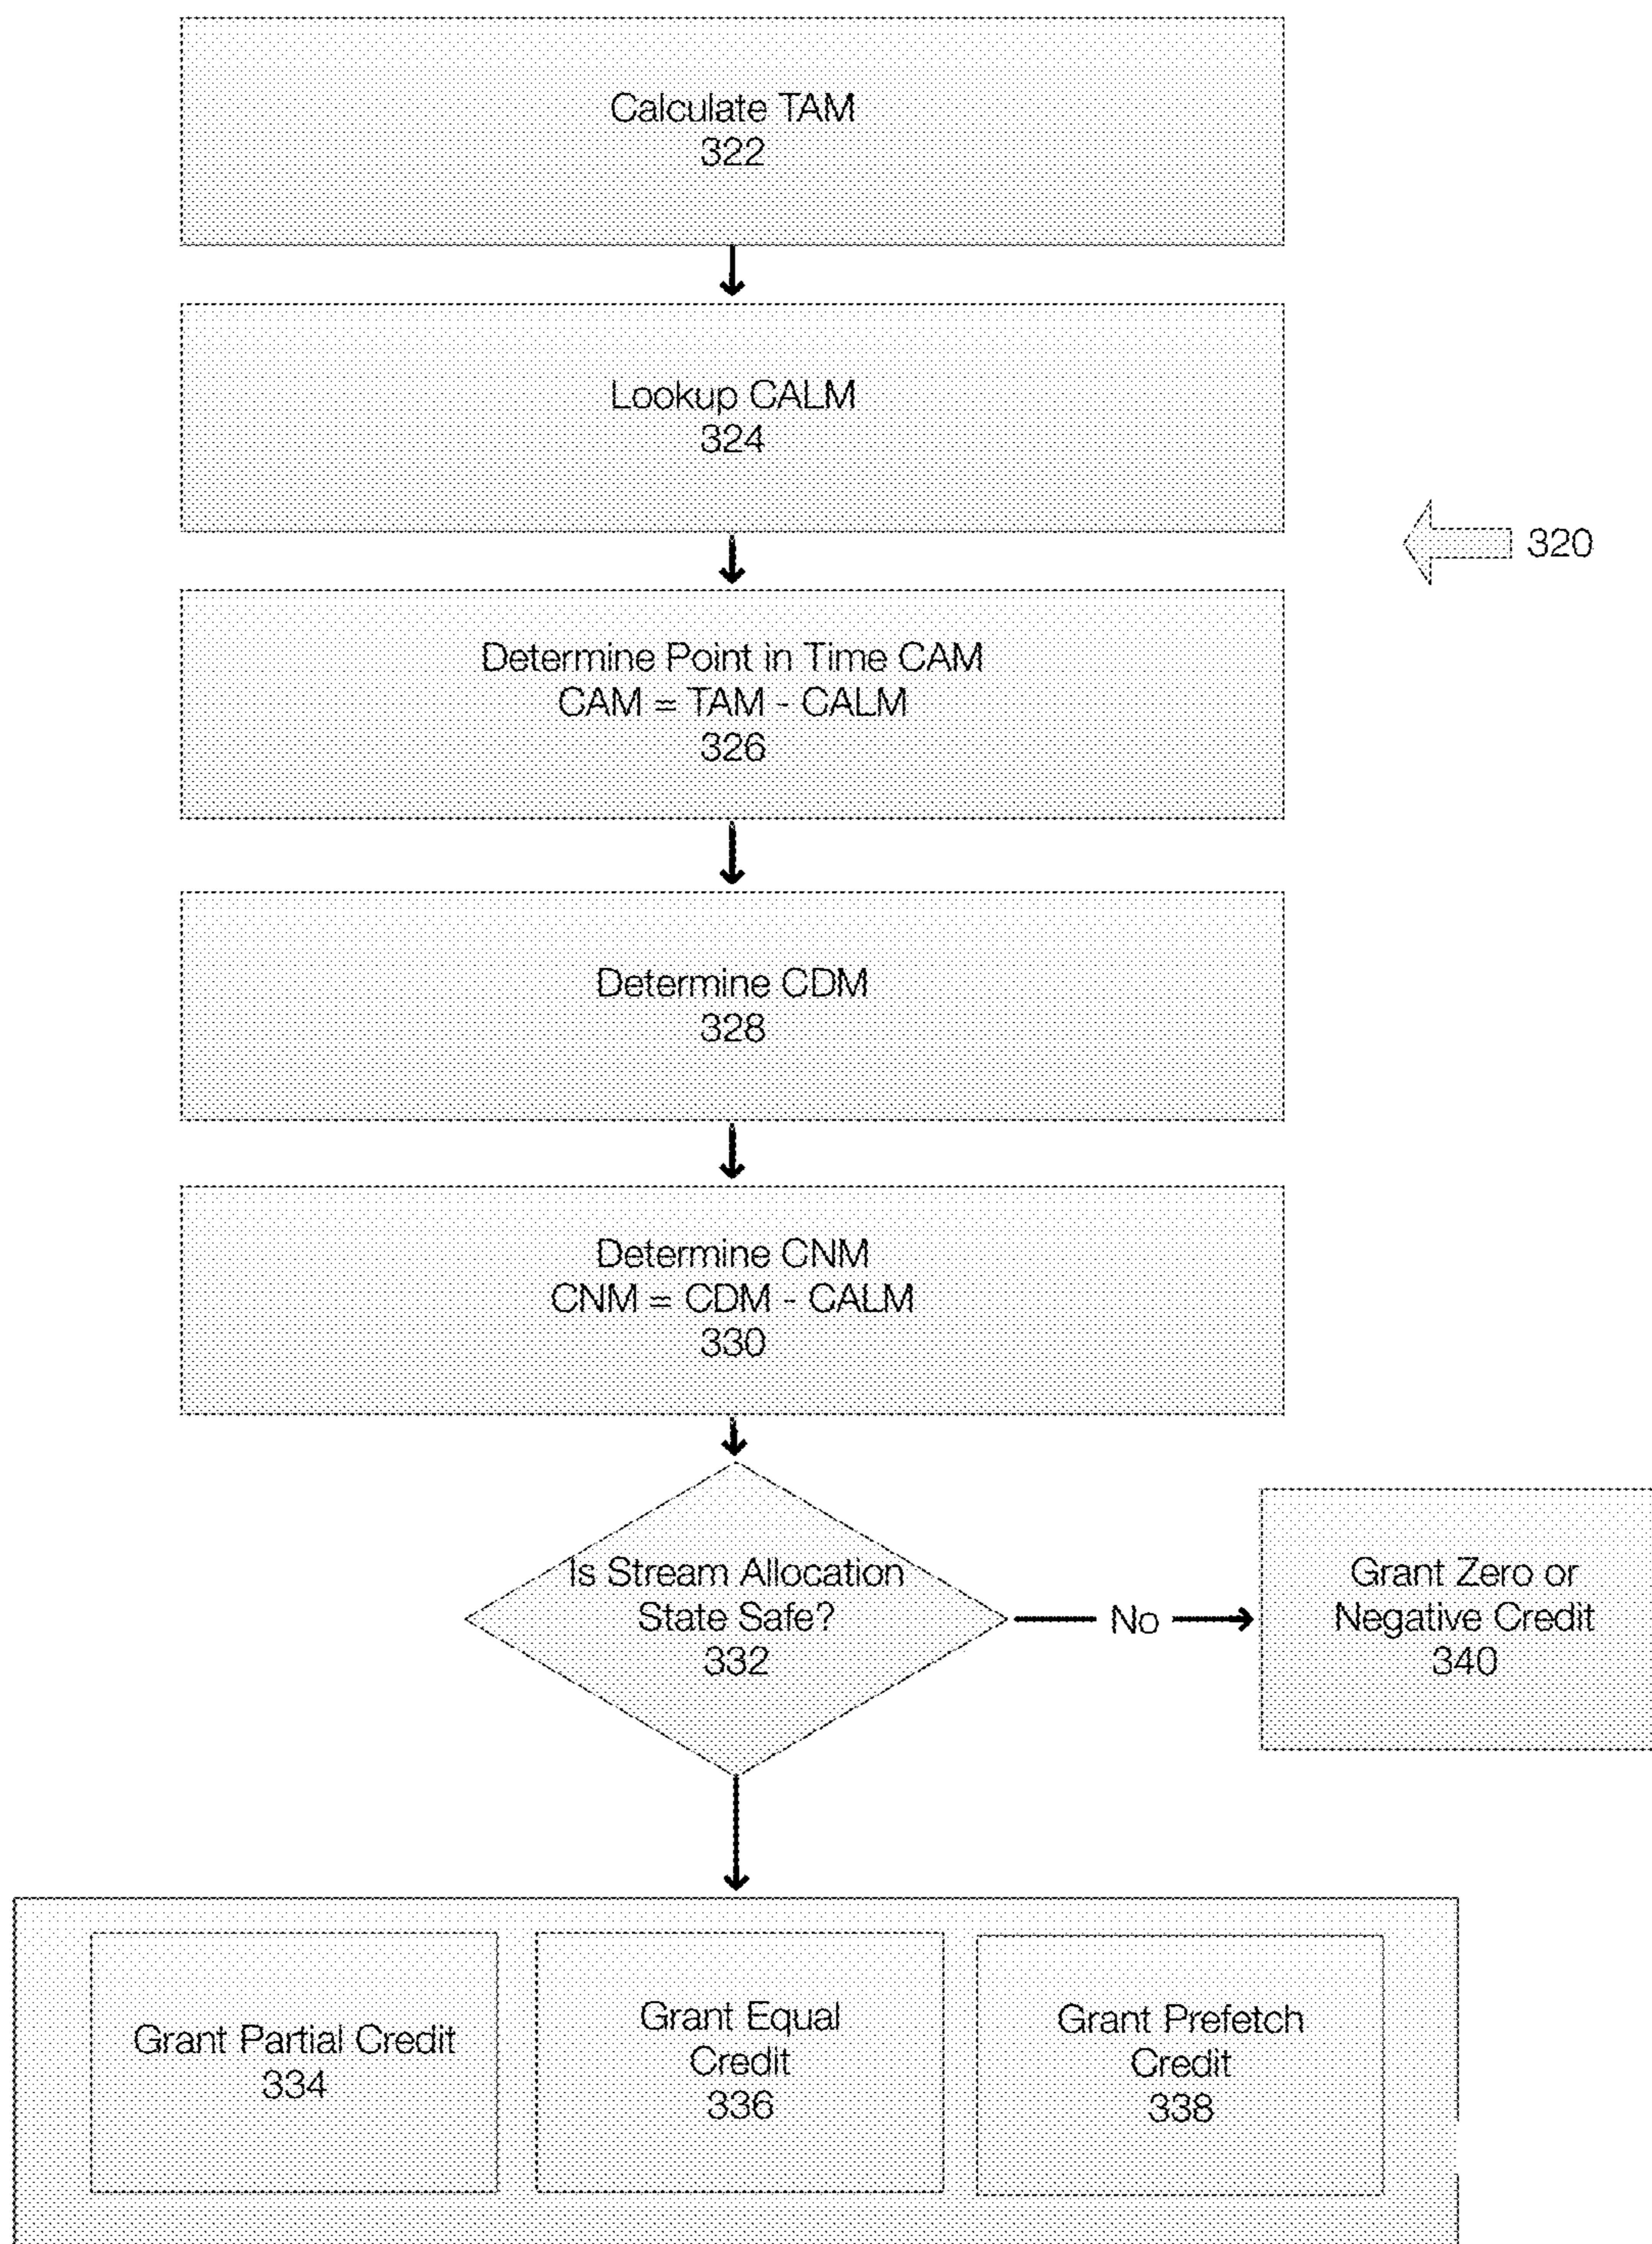 Calculate TAM
322
Lookup CALM
324
320
Determine Point in Time CAM
CAM = TAM - CALM
326
Determine CDM
328
Determine CNM
CNM = CDM - CALM
330
Is Stream Allocation
State Safe?
332
No
Grant Zero or
Negative Credit
340
Grant Partial Credit
334
Grant Equal
Credit
336
Grant Prefetch
Credit
338